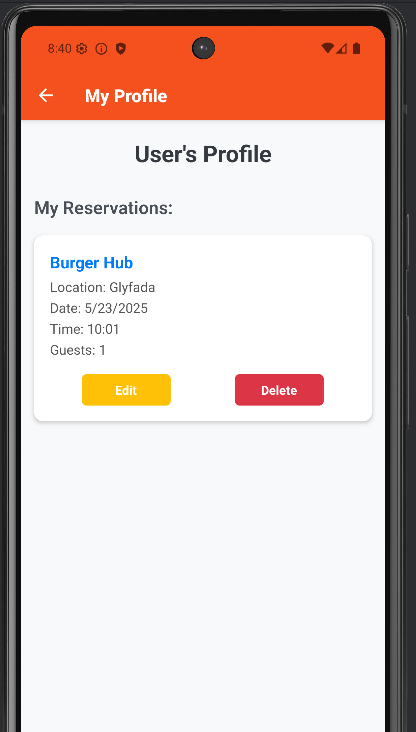 8:40
My Profile
User's Profile
My Reservations:
Burger Hub
Location: Glyfada
Date: 5/23/2025
Time: 10:01
Guests: 1
Edit
Delete